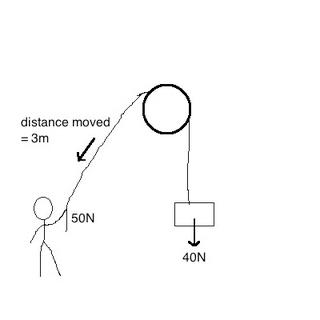 distance moved
= 3m
50N
40N